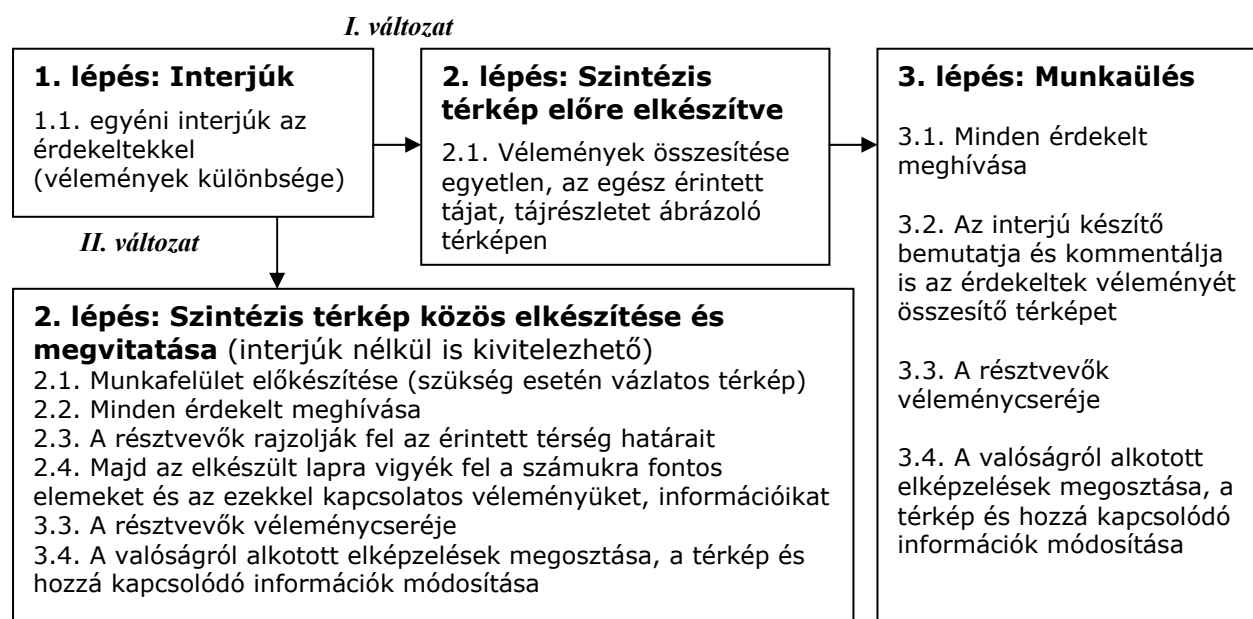 I. változat
1. lépés: Interjúk
1.1. egyéni interjúk az
érdekeltekkel
(vélemények különbsége)
2. lépés: Szintézis
térkép előre elkészítve
2.1. Vélemények összesítése
egyetlen, az egész érintett
tájat, tájrészletet ábrázoló
térképen
3. lépés: Munkaülés
3.1. Minden érdekelt
meghívása
3.2. Az interjú készítő
bemutatja és kommentálja
is az érdekeltek véleményét
összesítő térképet
3.3. A résztvevők
véleménycseréje
3.4. A valóságról alkotott
elképzelések megosztása, a
térkép és hozzá kapcsolódó
információk módosítása
II. változat
2. lépés: Szintézis térkép közös elkészítése és
megvitatása (interjúk nélkül is kivitelezhető)
2.1. Munkafelület előkészítése (szükség esetén vázlatos térkép)
2.2. Minden érdekelt meghívása
2.3. A résztvevők rajzolják fel az érintett térség határait
2.4. Majd az elkészült lapra vigyék fel a számukra fontos
elemeket és az ezekkel kapcsolatos véleményüket, információikat
3.3. A résztvevők véleménycseréje
3.4. A valóságról alkotott elképzelések megosztása, a térkép és
hozzá kapcsolódó információk módosítása